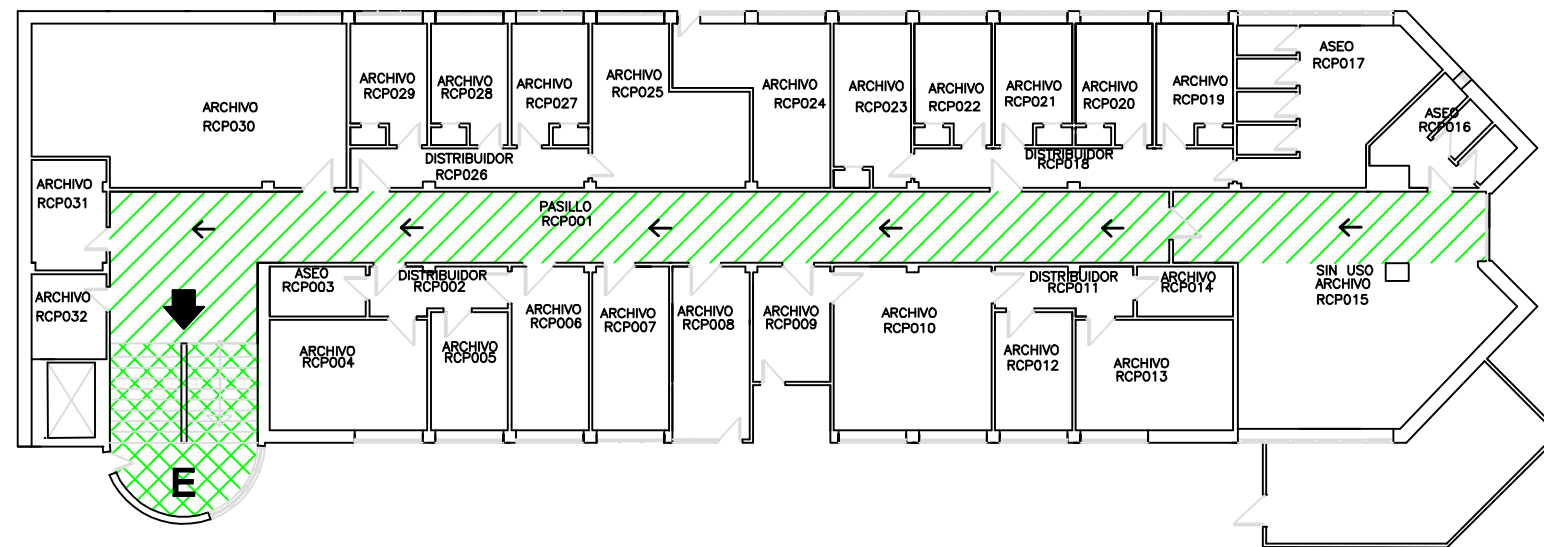 ARCHIVO
RCP030
ARCHIVO
RCP029
ARCHIVO
RCP028
ARCHIVO
RCP027
ARCHIVO
RCP025
ARCHIVO
RCP024
ARCHIVO
RCP023
ARCHIVO
RCP022
ARCHIVO
RCP021
ARCHIVO
RCP020
ARCHIVO
RCP019
ASEO
RCP017
ASEO
RCP016
DISTRIBUIDOR
RCP026
DISTRIBUIDOR
RCP018
ARCHIVO
RCP031
PASILLO
RCP001
ARCHIVO
RCP032
ASEO
RCP003
DISTRIBUIDOR
RCP002
ARCHIVO
RCP004
ARCHIVO
RCP005
ARCHIVO
RCP006
ARCHIVO
RCP007
ARCHIVO
RCP008
ARCHIVO
RCP009
ARCHIVO
RCP010
DISTRIBUIDOR
RCP011
ARCHIVO
RCP014
ARCHIVO
RCP012
ARCHIVO
RCP013
SIN USO
ARCHIVO
RCP015
E